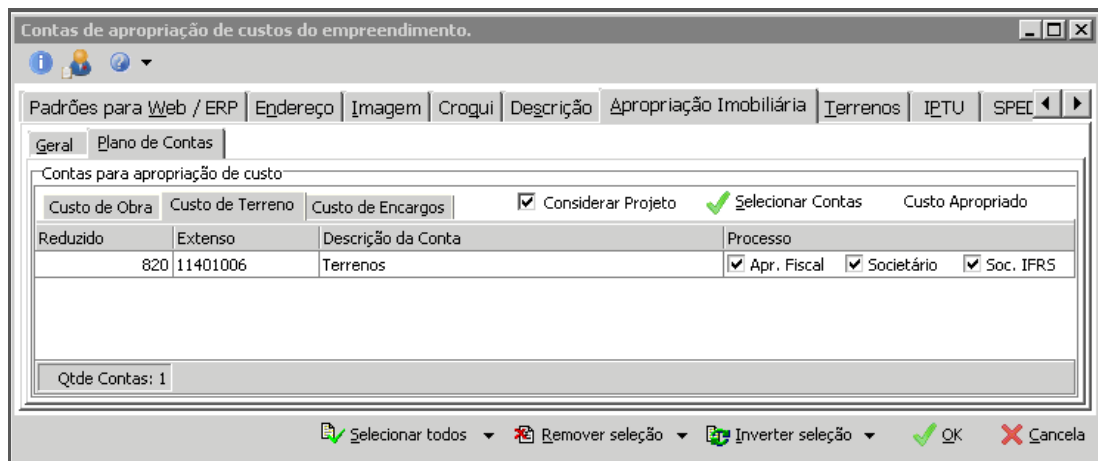 Contas de apropriação de custos do empreendimento.
Padrões para Web / ERP Endereço Imagem Croqui Descrição Apropriação Imobiliária Terrenos IPTU SPED
Geral Plano de Contas
Contas para apropriação de custo
Custo de Obra Custo de Terreno Custo de Encargos Considerar Projeto Selecionar Contas Custo Apropriado
Reduzido Extenso Descrição da Conta Processo
820 11401006 Terrenos Apr. Fiscal Societário Soc. IFRS
Qtde Contas: 1
Selecionar todos Remover seleção Inverter seleção OK Cancela